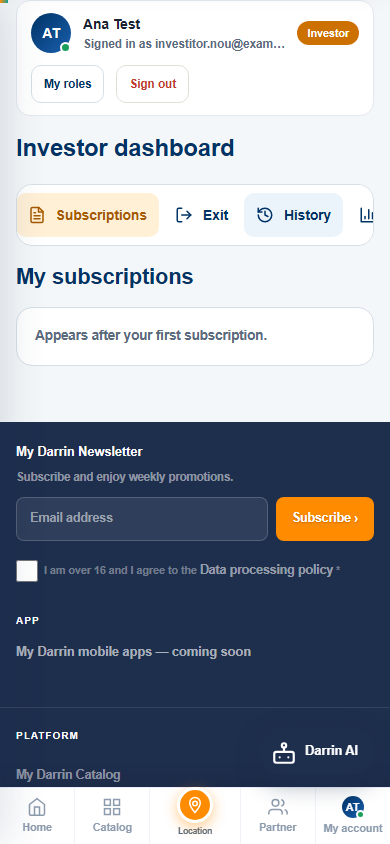 AT
Ana Test
Signed in as investitor.nou@exam...
Investor
My roles
Sign out
Investor dashboard
Subscriptions
Exit
History
My subscriptions
Appears after your first subscription.
My Darrin Newsletter
Subscribe and enjoy weekly promotions.
Email address
Subscribe ›
I am over 16 and I agree to the Data processing policy *
APP
My Darrin mobile apps — coming soon
PLATFORM
Darrin AI
My Darrin Catalog
Home
Catalog
Location
Partner
AT
My account